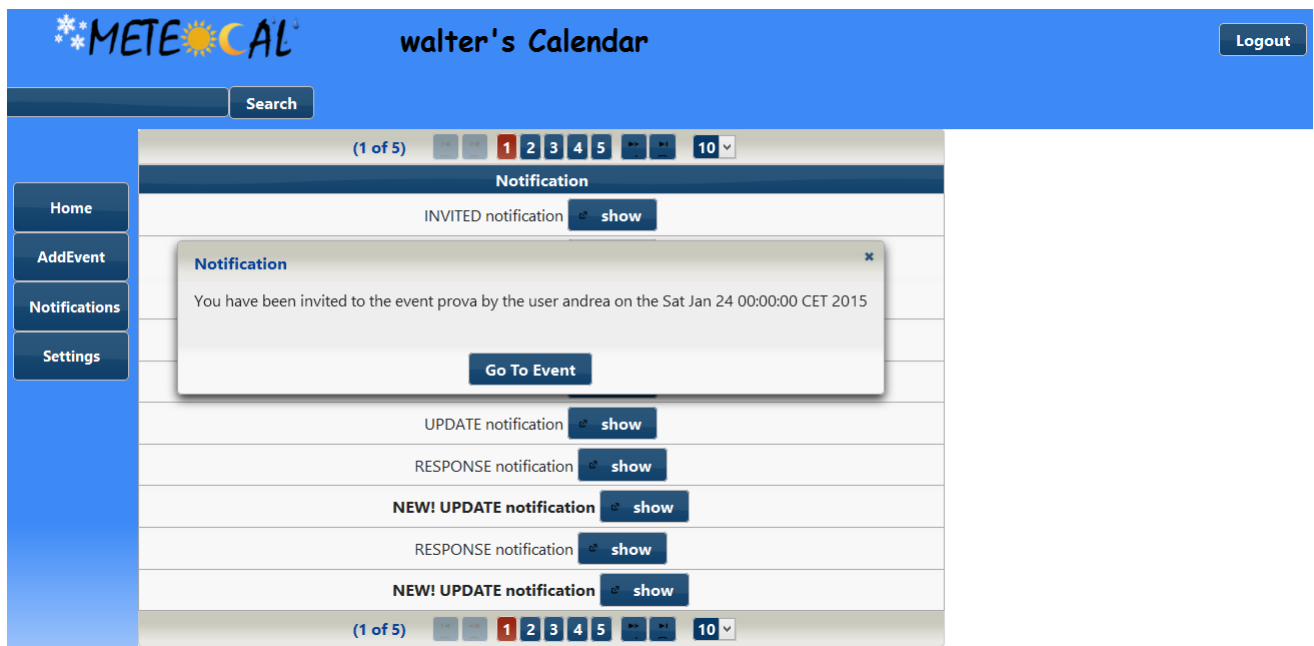 METEOCAL
walter's Calendar
Logout
Search
(1 of 5) 1 2 3 4 5 10
Notification
Home
INVITED notification show
AddEvent
Notification
You have been invited to the event prova by the user andrea on the Sat Jan 24 00:00:00 CET 2015
Notifications
Settings
Go To Event
UPDATE notification show
RESPONSE notification show
NEW! UPDATE notification show
RESPONSE notification show
NEW! UPDATE notification show
(1 of 5) 1 2 3 4 5 10